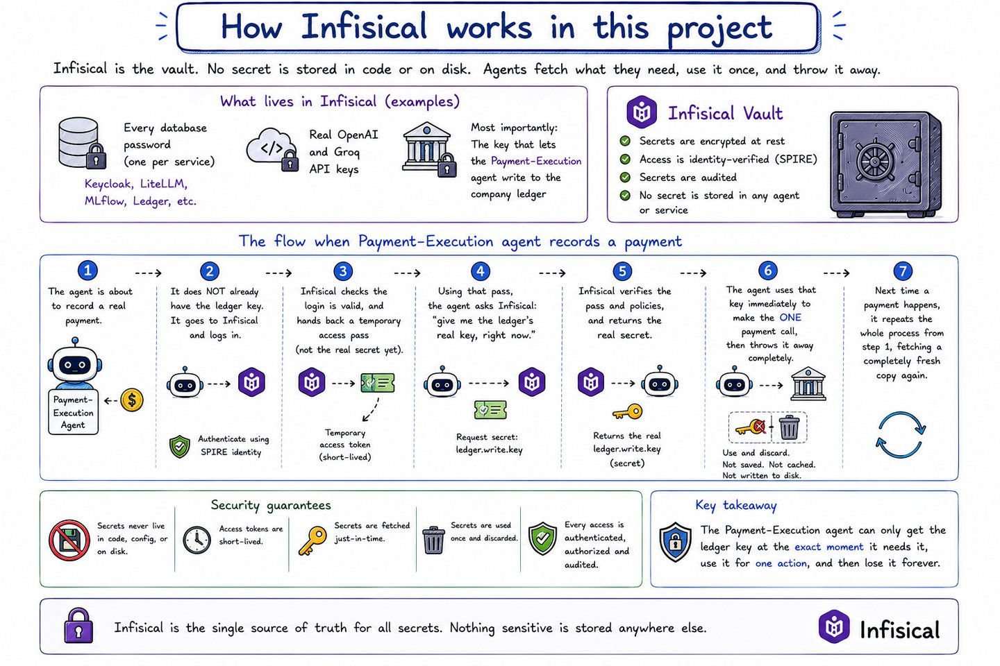 How Infisical works in this project
Infisical is the vault. No secret is stored in code or on disk. Agents fetch what they need, use it once, and throw it away.
What lives in Infisical (examples)
Every database
password
(one per service)
Keycloak, LiteLLM,
MLflow, Ledger, etc.
</>
Real OpenAI
and Groq
API keys
Most importantly:
The key that lets
the Payment-Execution
agent write to the
company ledger
Infisical Vault
Secrets are encrypted at rest
Access is identity-verified (SPIRE)
Secrets are audited
No secret is stored in any agent
or service
The flow when Payment-Execution agent records a payment
1
The agent is about
to record a real
payment.
Payment-
Execution
Agent
$
2
It does NOT already
have the ledger key.
It goes to Infisical
and logs in.
Authenticate using
SPIRE identity
3
Infisical checks the
login is valid, and
hands back a temporary
access pass
(not the real secret yet).
Temporary
access token
(short-lived)
4
Using that pass,
the agent asks Infisical:
"give me the ledger's
real key, right now."
Request secret:
ledger.write.key
5
Infisical verifies the
pass and policies,
and returns the
real secret.
Returns the real
ledger.write.key
(secret)
6
The agent uses that
key immediately to
make the ONE
payment call,
then throws it away
completely.
Use and discard.
Not saved. Not cached.
Not written to disk.
7
Next time a
payment happens,
it repeats the
whole process from
step 1, fetching a
completely fresh
copy again.
Security guarantees
Secrets never live
in code, config, or
on disk.
Access tokens are
short-lived.
Secrets are fetched
just-in-time.
Secrets are used
once and discarded.
Every access is
authenticated,
authorized and
audited.
Key takeaway
The Payment-Execution agent can only get the
ledger key at the exact moment it needs it,
use it for one action, and then lose it forever.
Infisical is the single source of truth for all secrets. Nothing sensitive is stored anywhere else.
Infisical